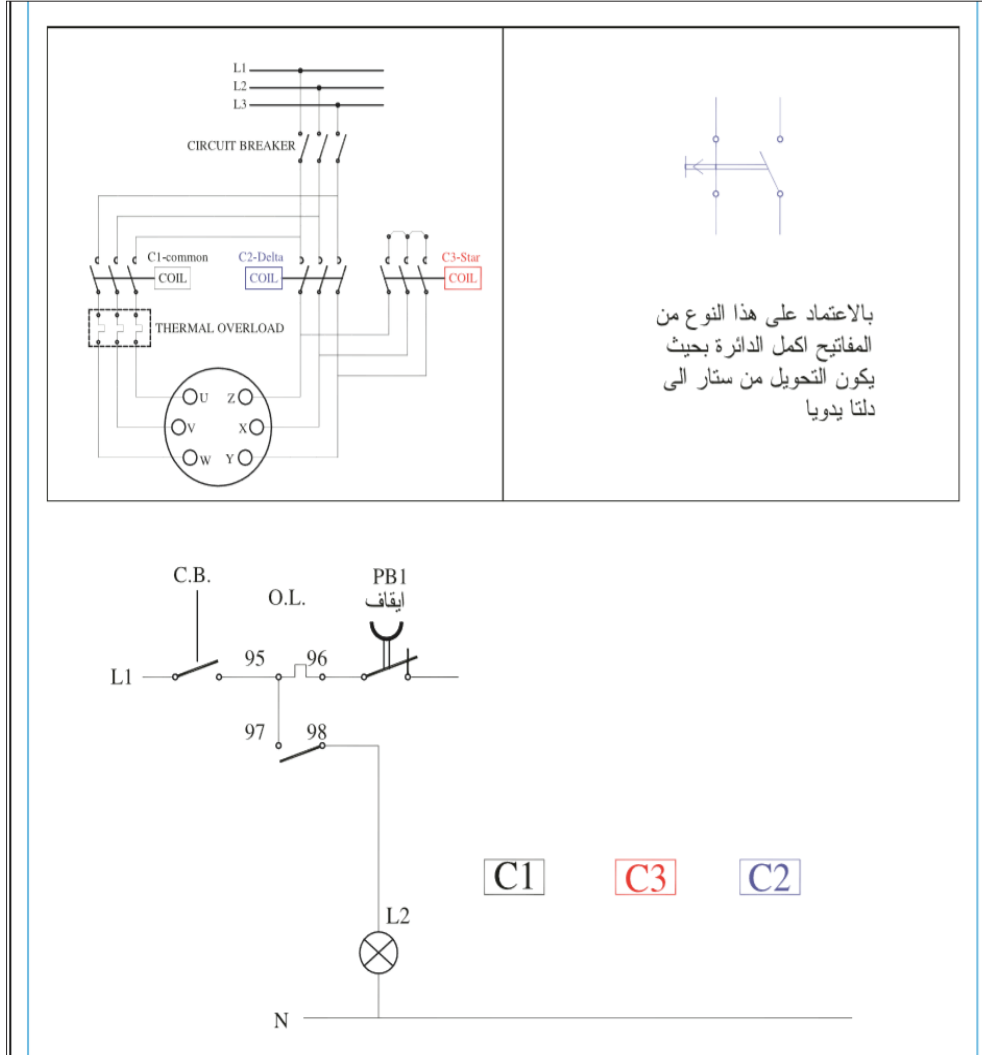 L1
L2
L3
CIRCUIT BREAKER
C1-common
COIL
C2-Delta
COIL
C3-Star
COIL
THERMAL OVERLOAD
U Z
V X
W Y
بالاعتماد على هذا النوع من
المفاتيح اكمل الدائرة بحيث
يكون التحويل من ستار الى
دلتا يدويا
C.B.
O.L.
PB1
ايقاف
L1
95 96
97 98
C1 C3 C2
L2
N